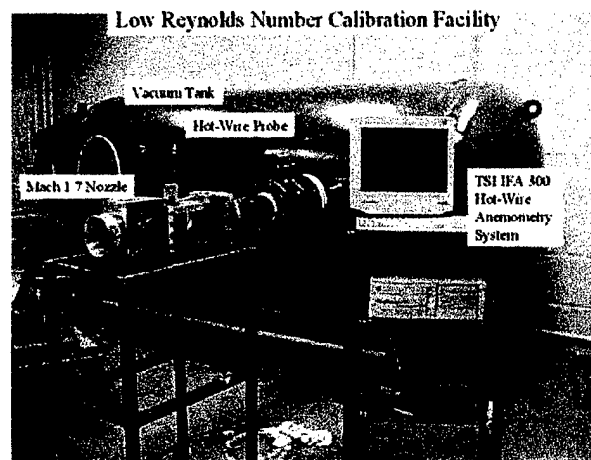 Low Reynolds Number Calibration Facility
Vacuum Tank
Hot-Wire Probe
Mach 1 7 Nozzle
TSI IFA 300
Hot-Wire
Anemometry
System